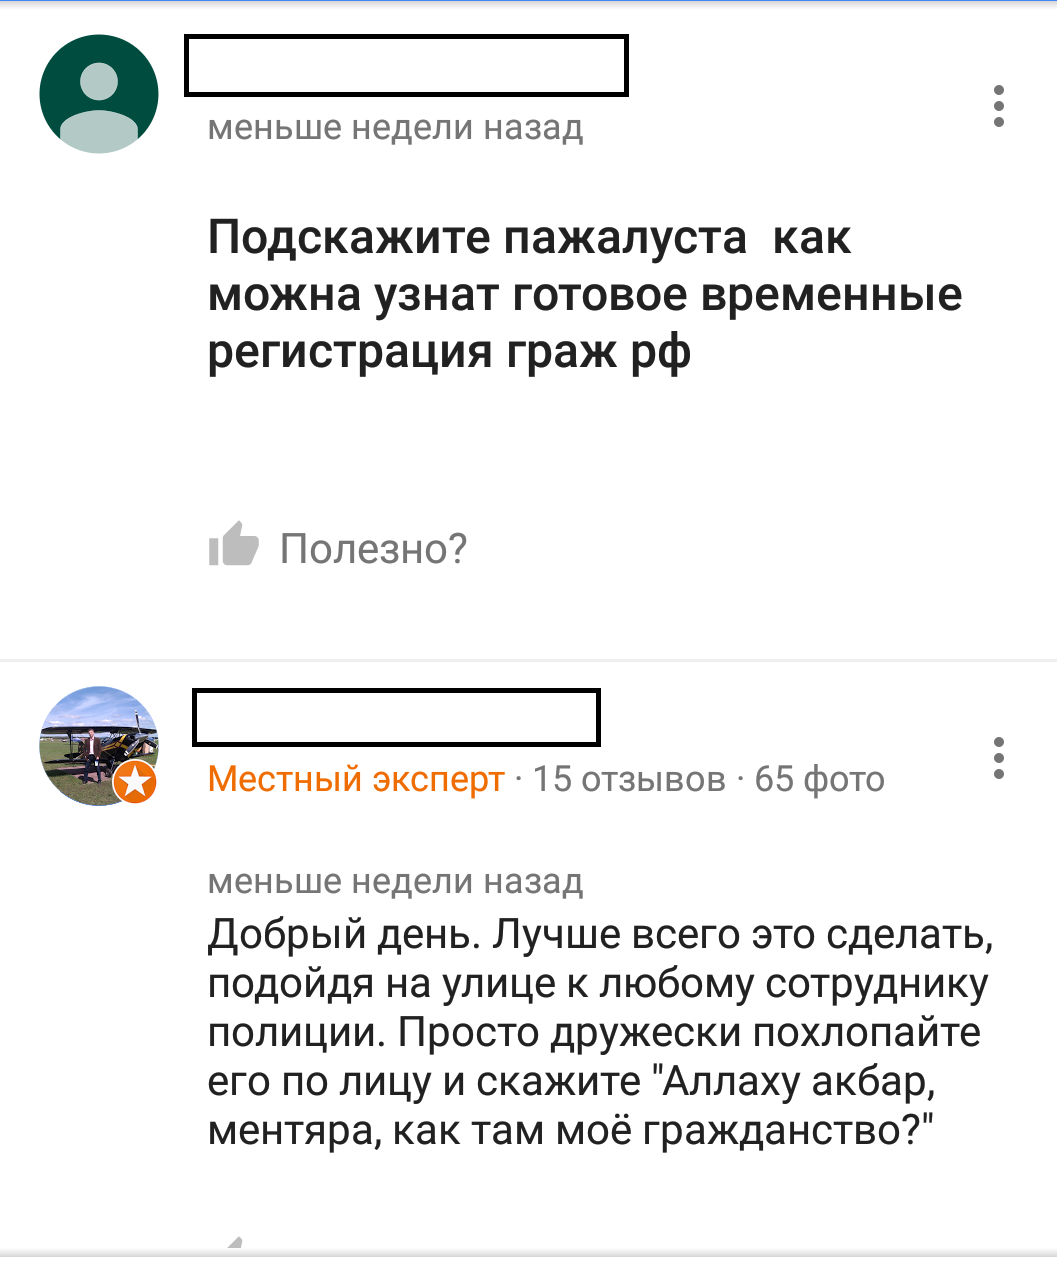 меньше недели назад
Подскажите пажалуста как
можна узнат готовое временные
регистрация граж рф
Полезно?
Местный эксперт · 15 отзывов · 65 фото
меньше недели назад
Добрый день. Лучше всего это сделать,
подойдя на улице к любому сотруднику
полиции. Просто дружески похлопайте
его по лицу и скажите "Аллаху акбар,
ментяра, как там моё гражданство?"